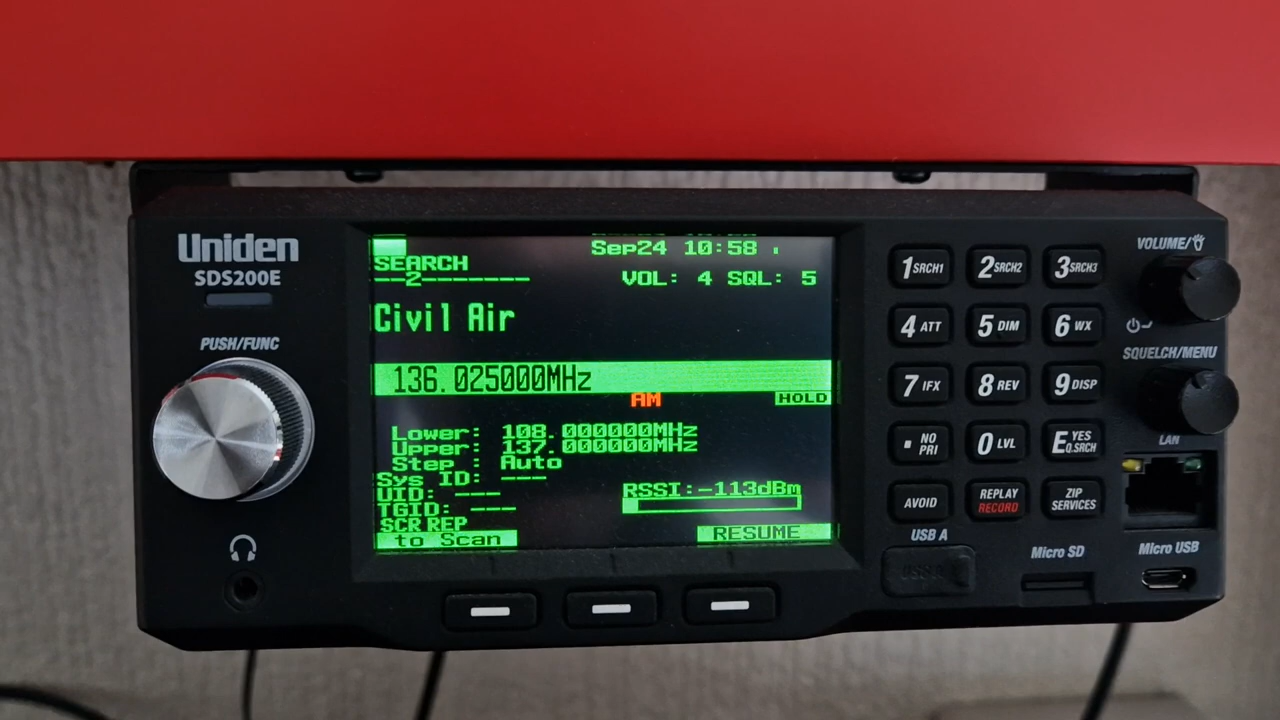 Uniden
SDS200E
PUSH/FUNC
Sep24 10:58
SEARCH
--2-------
VOL: 4 SQL: 5
Civil Air
136.025000MHz
AM
HOLD
Lower: 108.000000MHz
Upper: 137.000000MHz
Step : Auto
Sys ID: ---
UID: ---
TGID: ---
RSSI:-113dBm
SCR REP
to Scan
RESUME
1 SRCH1
2 SRCH2
3 SRCH3
4 ATT
5 DIM
6 WX
7 IFX
8 REV
9 DISP
. NO PRI
0 LVL
E YES Q.SRCH
AVOID
REPLAY RECORD
ZIP SERVICES
VOLUME/
SQUELCH/MENU
LAN
USB A
Micro SD
Micro USB